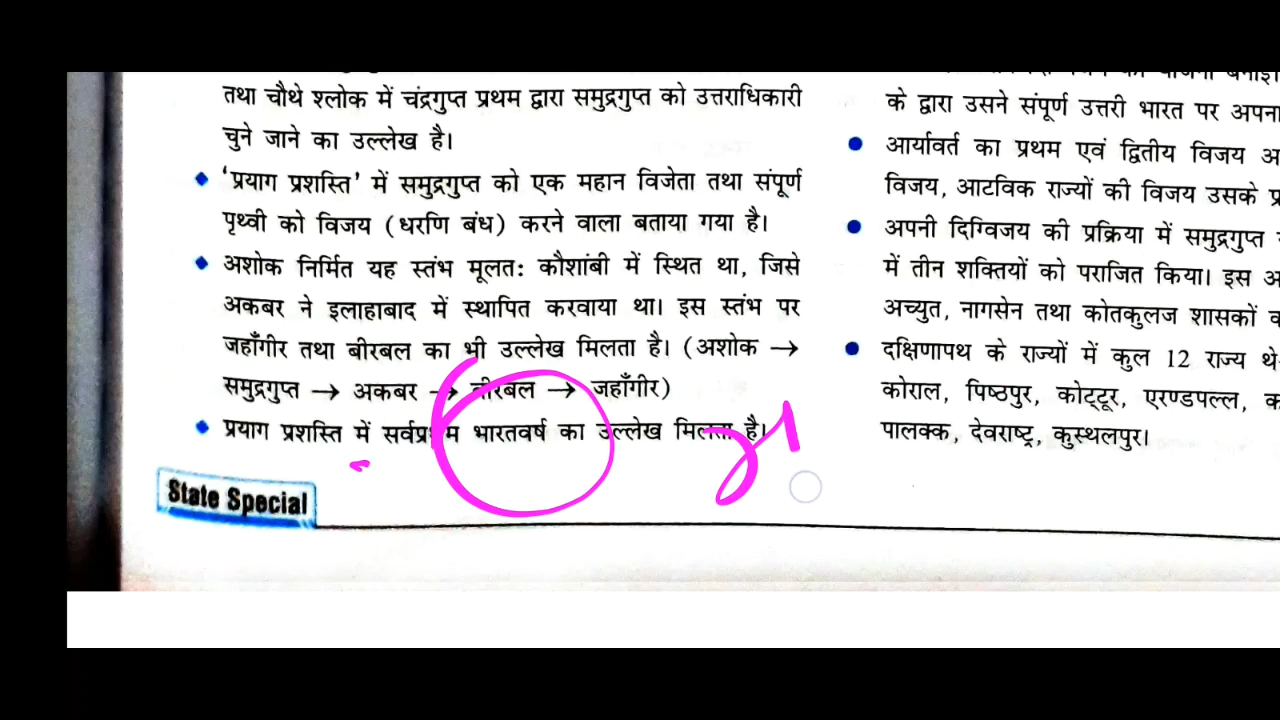 तथा चौथे श्लोक में चंद्रगुप्त प्रथम द्वारा समुद्रगुप्त को उत्तराधिकारी
चुने जाने का उल्लेख है।
'प्रयाग प्रशस्ति' में समुद्रगुप्त को एक महान विजेता तथा संपूर्ण
पृथ्वी को विजय (धरणि बंध) करने वाला बताया गया है।
अशोक निर्मित यह स्तंभ मूलत: कौशांबी में स्थित था, जिसे
अकबर ने इलाहाबाद में स्थापित करवाया था। इस स्तंभ पर
जहाँगीर तथा बीरबल का भी उल्लेख मिलता है। (अशोक →
समुद्रगुप्त → अकबर → बीरबल → जहाँगीर)
प्रयाग प्रशस्ति में सर्वप्रथम भारतवर्ष का उल्लेख मिलता है।
State Special
के द्वारा उसने संपूर्ण उत्तरी भारत पर
आर्यावर्त का प्रथम एवं द्वितीय विजय
विजय, आटविक राज्यों की विजय उसके
अपनी दिग्विजय की प्रक्रिया में समुद्रगुप्त
में तीन शक्तियों को पराजित किया। इस
अच्युत, नागसेन तथा कोतकुलज शासकों
दक्षिणापथ के राज्यों में कुल 12 राज्य थे
कोराल, पिष्ठपुर, कोट्टूर, एरण्डपल्ल,
पालक्क, देवराष्ट्र, कुस्थलपुर।